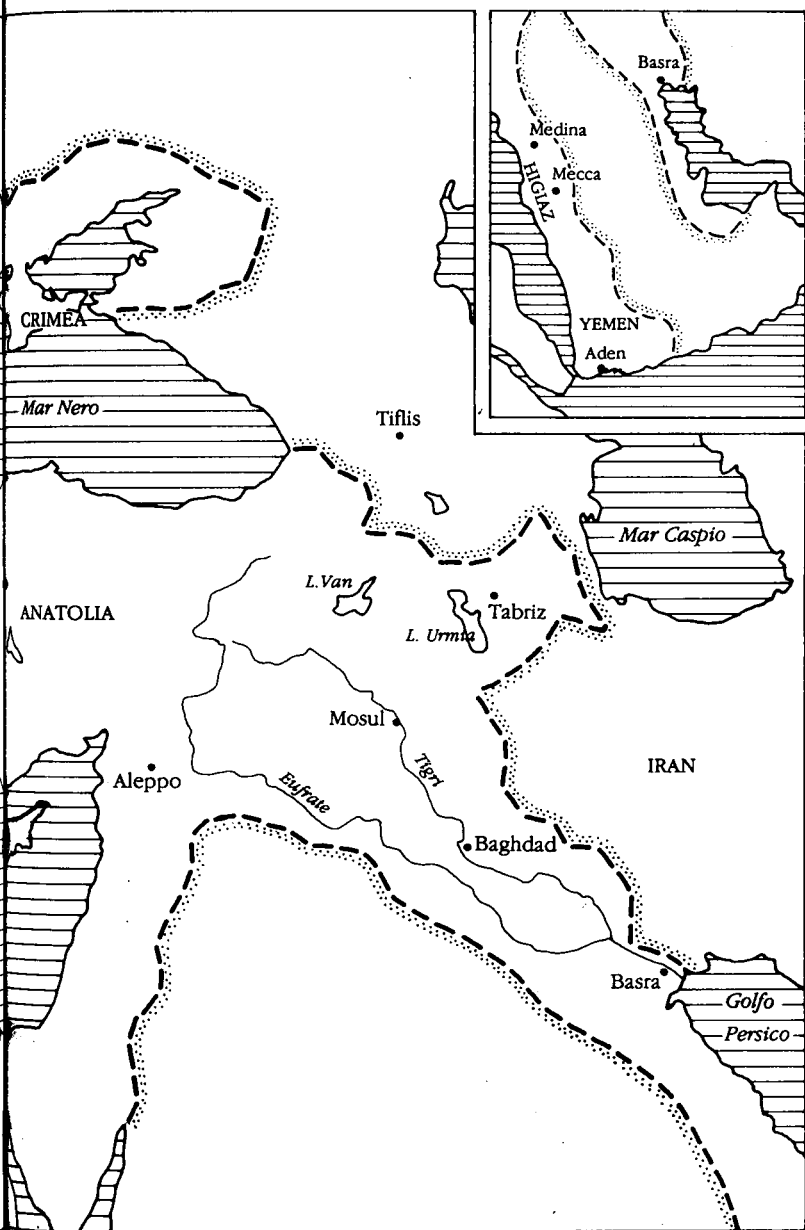 Basra
Medina
HIGIAZ
Mecca
YEMEN
Aden
CRIMEA
Mar Nero
Tiflis
Mar Caspio
L. Van
ANATOLIA
Tabriz
L. Urmia
Mosul
Tigri
IRAN
Aleppo
Eufrate
Baghdad
Basra
Golfo
Persico